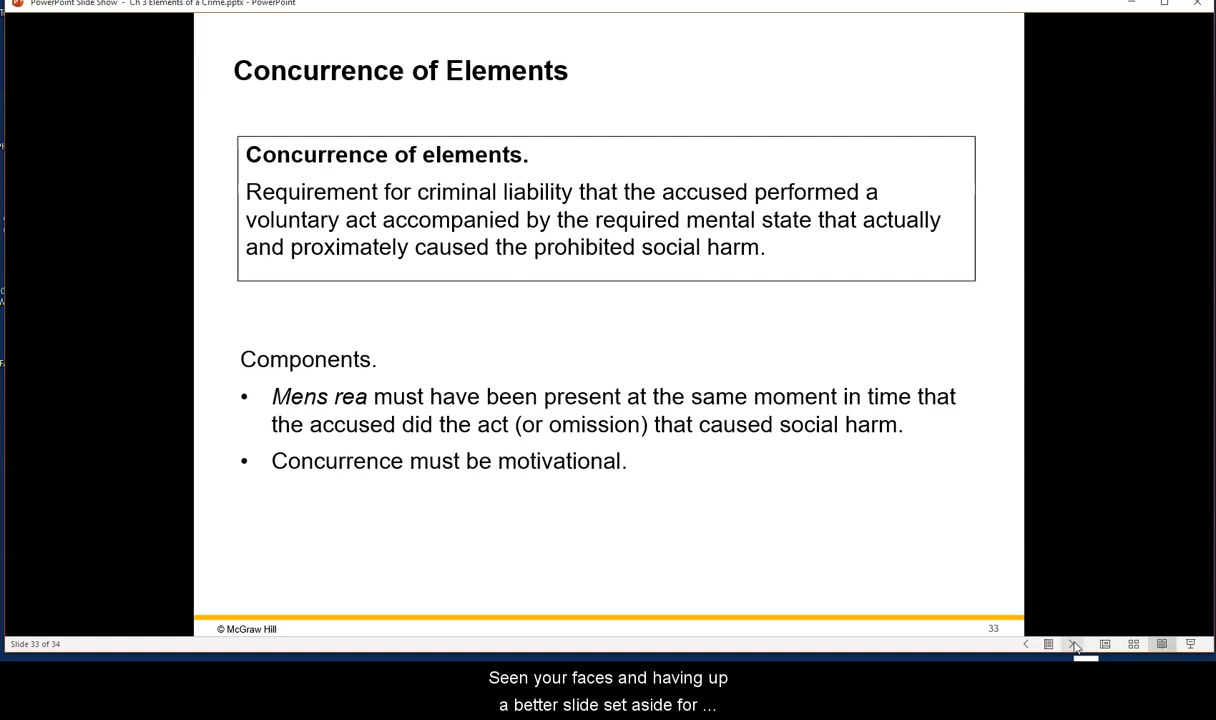 PowerPoint Slide Show - Ch 3 Elements of a Crime.pptx - PowerPoint
Concurrence of Elements
Concurrence of elements.
Requirement for criminal liability that the accused performed a
voluntary act accompanied by the required mental state that actually
and proximately caused the prohibited social harm.
Components.
• Mens rea must have been present at the same moment in time that
the accused did the act (or omission) that caused social harm.
• Concurrence must be motivational.
© McGraw Hill
33
Slide 33 of 34
Seen your faces and having up
a better slide set aside for ...